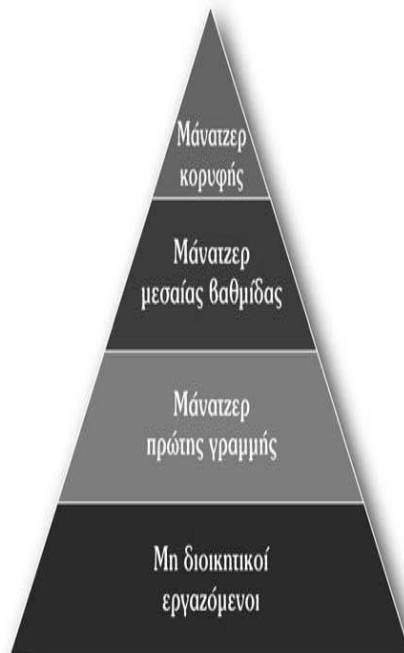 Μάνατζερ
κορυφής
Μάνατζερ
μεσαίας βαθμίδας
Μάνατζερ
πρώτης γραμμής
Μη διοικητικοί
εργαζόμενοι